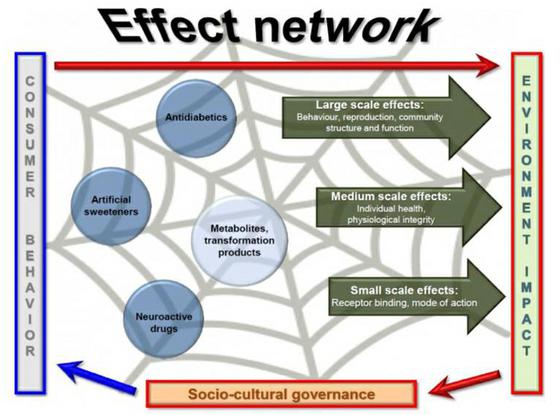 Effect network
CONSUMER BEHAVIOR
Antidiabetics
Artificial
sweeteners
Metabolites,
transformation
products
Neuroactive
drugs
Large scale effects:
Behaviour, reproduction, community
structure and function
Medium scale effects:
Individual health,
physiological integrity
Small scale effects:
Receptor binding, mode of action
ENVIRONMENT IMPACT
Socio-cultural governance